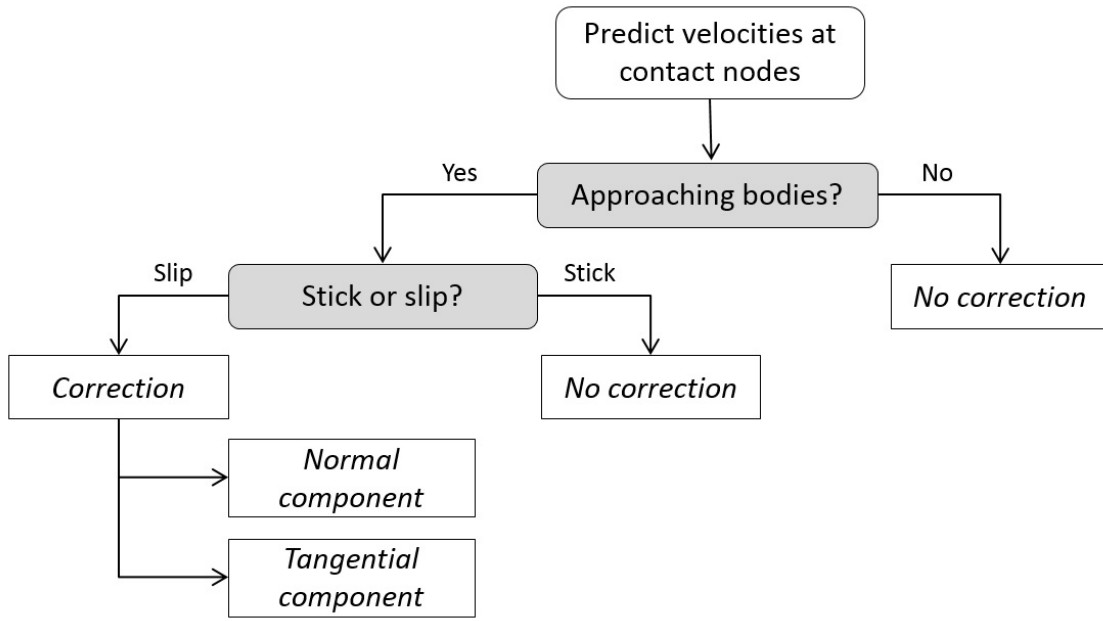 Predict velocities at
contact nodes
Yes
Approaching bodies?
No
Slip
Stick or slip?
Stick
No correction
Correction
No correction
Normal
component
Tangential
component